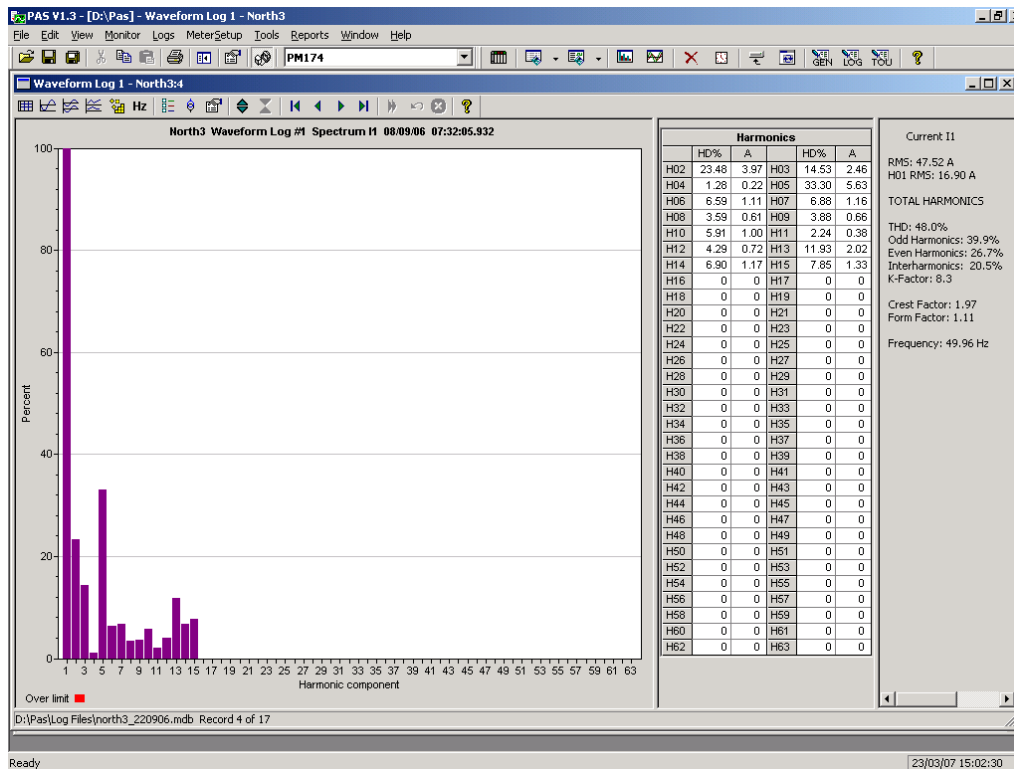 PAS V1.3 - [D:\Pas] - Waveform Log 1 - North3
File Edit View Monitor Logs MeterSetup Tools Reports Window Help
PM174
GEN LOG TOU
Waveform Log 1 - North3:4
Hz
North3 Waveform Log #1 Spectrum I1 08/09/06 07:32:05.932
100
80
60
40
20
0
Percent
1 3 5 7 9 11 13 15 17 19 21 23 25 27 29 31 33 35 37 39 41 43 45 47 49 51 53 55 57 59 61 63
Harmonic component
Over limit
Harmonics
HD% A HD% A
H02 23.48 3.97 H03 14.53 2.46
H04 1.28 0.22 H05 33.30 5.63
H06 6.59 1.11 H07 6.88 1.16
H08 3.59 0.61 H09 3.88 0.66
H10 5.91 1.00 H11 2.24 0.38
H12 4.29 0.72 H13 11.93 2.02
H14 6.90 1.17 H15 7.85 1.33
H16 0 0 H17 0 0
H18 0 0 H19 0 0
H20 0 0 H21 0 0
H22 0 0 H23 0 0
H24 0 0 H25 0 0
H26 0 0 H27 0 0
H28 0 0 H29 0 0
H30 0 0 H31 0 0
H32 0 0 H33 0 0
H34 0 0 H35 0 0
H36 0 0 H37 0 0
H38 0 0 H39 0 0
H40 0 0 H41 0 0
H42 0 0 H43 0 0
H44 0 0 H45 0 0
H46 0 0 H47 0 0
H48 0 0 H49 0 0
H50 0 0 H51 0 0
H52 0 0 H53 0 0
H54 0 0 H55 0 0
H56 0 0 H57 0 0
H58 0 0 H59 0 0
H60 0 0 H61 0 0
H62 0 0 H63 0 0
Current I1
RMS: 47.52 A
H01 RMS: 16.90 A
TOTAL HARMONICS
THD: 48.0%
Odd Harmonics: 39.9%
Even Harmonics: 26.7%
Interharmonics: 20.5%
K-Factor: 8.3
Crest Factor: 1.97
Form Factor: 1.11
Frequency: 49.96 Hz
D:\Pas\Log Files\north3_220906.mdb Record 4 of 17
Ready
23/03/07 15:02:30